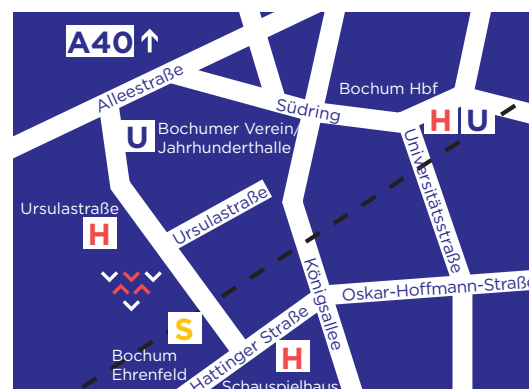 A40
Alleestraße
Südring
Bochum Hbf
H U
U
Bochumer Verein/
Jahrhunderthalle
Universitätsstraße
Ursulastraße
H
Ursulastraße
Königsallee
Oskar-Hoffmann-Straße
S
Bochum
Ehrenfeld
Hattinger Straße
H
Schauspielhaus